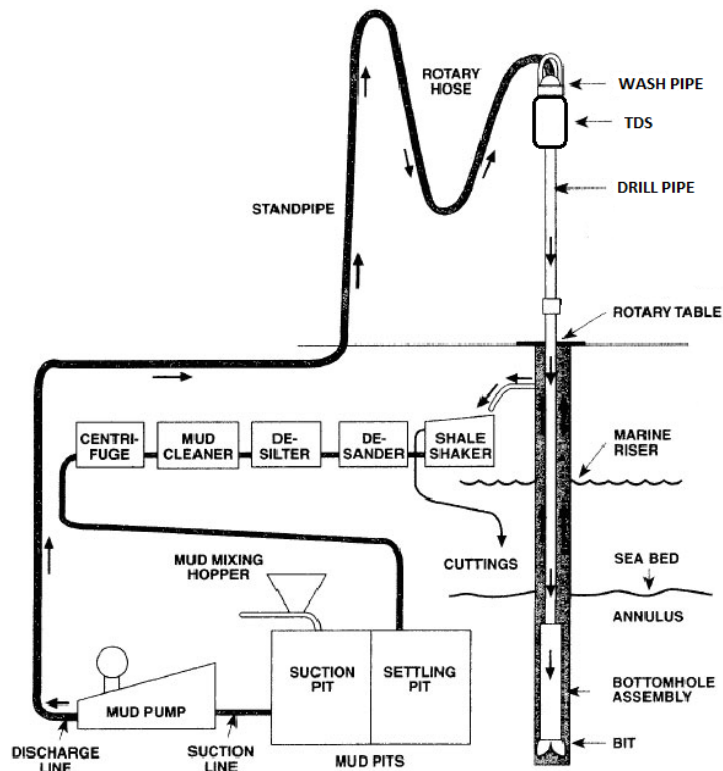 ROTARY
HOSE
WASH PIPE
TDS
DRILL PIPE
STANDPIPE
ROTARY TABLE
CENTRI-
FUGE
MUD
CLEANER
DE-
SILTER
DE-
SANDER
SHALE
SHAKER
MARINE
RISER
CUTTINGS
MUD MIXING
HOPPER
SEA BED
ANNULUS
SUCTION
PIT
SETTLING
PIT
BOTTOMHOLE
ASSEMBLY
MUD PUMP
BIT
DISCHARGE
LINE
SUCTION
LINE
MUD PITS